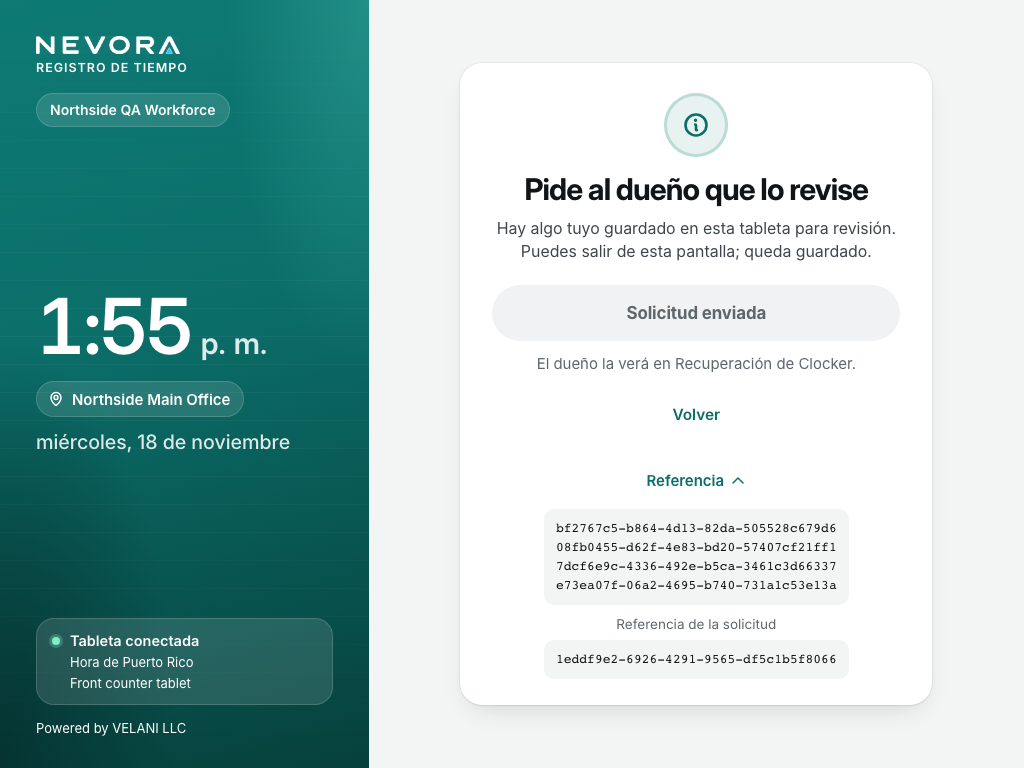 NEVORA
REGISTRO DE TIEMPO
Northside QA Workforce
1:55 p. m.
Northside Main Office
miércoles, 18 de noviembre
Tableta conectada
Hora de Puerto Rico
Front counter tablet
Powered by VELANI LLC
Pide al dueño que lo revise
Hay algo tuyo guardado en esta tableta para revisión.
Puedes salir de esta pantalla; queda guardado.
Solicitud enviada
El dueño la verá en Recuperación de Clocker.
Volver
Referencia
bf2767c5-b864-4d13-82da-505528c679d6
08fb0455-d62f-4e83-bd20-57407cf21ff1
7dcf6e9c-4336-492e-b5ca-3461c3d66337
e73ea07f-06a2-4695-b740-731a1c53e13a
Referencia de la solicitud
1eddf9e2-6926-4291-9565-df5c1b5f8066